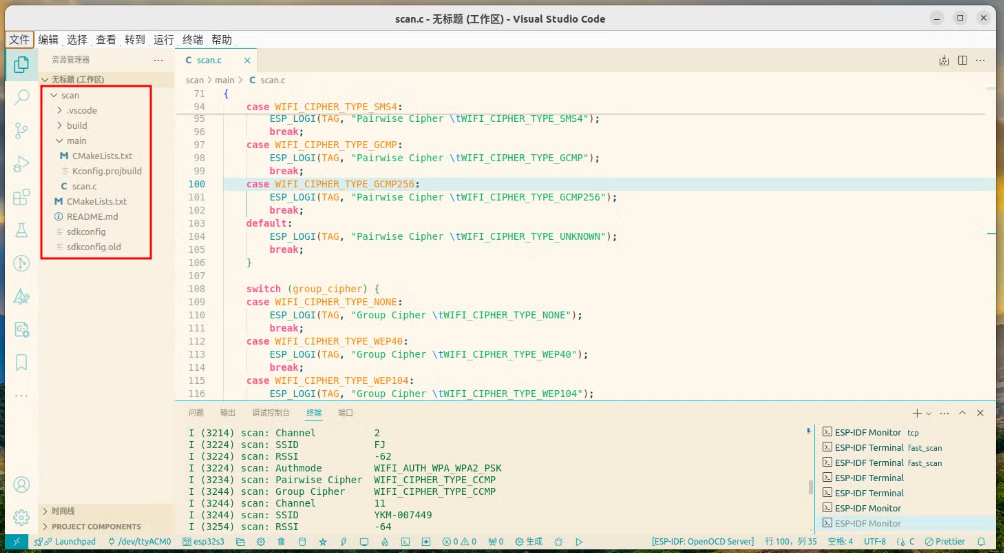 scan.c - 无标题 (工作区) - Visual Studio Code
文件 编辑 选择 查看 转到 运行 终端 帮助
资源管理器 ···
C scan.c ×
无标题 (工作区)
scan
.vscode
build
main
M CMakeLists.txt
Kconfig.projbuild
C scan.c
M CMakeLists.txt
README.md
sdkconfig
sdkconfig.old
时间线
PROJECT COMPONENTS
scan > main > C scan.c
71 {
94 case WIFI_CIPHER_TYPE_SMS4:
95 ESP_LOGI(TAG, "Pairwise Cipher \tWIFI_CIPHER_TYPE_SMS4");
96 break;
97 case WIFI_CIPHER_TYPE_GCMP:
98 ESP_LOGI(TAG, "Pairwise Cipher \tWIFI_CIPHER_TYPE_GCMP");
99 break;
100 case WIFI_CIPHER_TYPE_GCMP256:
101 ESP_LOGI(TAG, "Pairwise Cipher \tWIFI_CIPHER_TYPE_GCMP256");
102 break;
103 default:
104 ESP_LOGI(TAG, "Pairwise Cipher \tWIFI_CIPHER_TYPE_UNKNOWN");
105 break;
106 }
107
108 switch (group_cipher) {
109 case WIFI_CIPHER_TYPE_NONE:
110 ESP_LOGI(TAG, "Group Cipher \tWIFI_CIPHER_TYPE_NONE");
111 break;
112 case WIFI_CIPHER_TYPE_WEP40:
113 ESP_LOGI(TAG, "Group Cipher \tWIFI_CIPHER_TYPE_WEP40");
114 break;
115 case WIFI_CIPHER_TYPE_WEP104:
116 ESP_LOGI(TAG, "Group Cipher \tWIFI_CIPHER_TYPE_WEP104");
问题 输出 调试控制台 终端 端口
I (3214) scan: Channel 2
I (3224) scan: SSID FJ
I (3224) scan: RSSI -62
I (3224) scan: Authmode WIFI_AUTH_WPA_WPA2_PSK
I (3234) scan: Pairwise Cipher WIFI_CIPHER_TYPE_CCMP
I (3244) scan: Group Cipher WIFI_CIPHER_TYPE_CCMP
I (3244) scan: Channel 11
I (3244) scan: SSID YKM-007449
I (3254) scan: RSSI -64
ESP-IDF Monitor tcp
ESP-IDF Terminal fast_scan
ESP-IDF Terminal fast_scan
ESP-IDF Terminal
ESP-IDF Terminal
ESP-IDF Monitor
ESP-IDF Monitor
Launchpad /dev/ttyACM0 esp32s3 0 0 0 生成 [ESP-IDF: OpenOCD Server] 行 100, 列 35 空格: 4 UTF-8 C Prettier